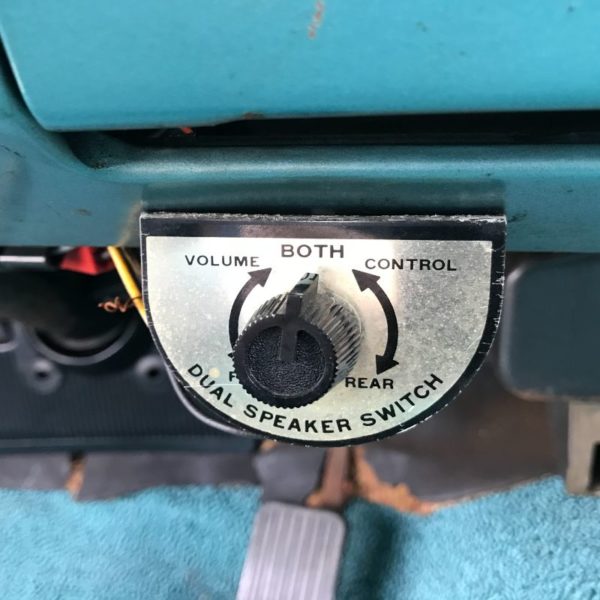 BOTH
VOLUME CONTROL
REAR
DUAL SPEAKER SWITCH